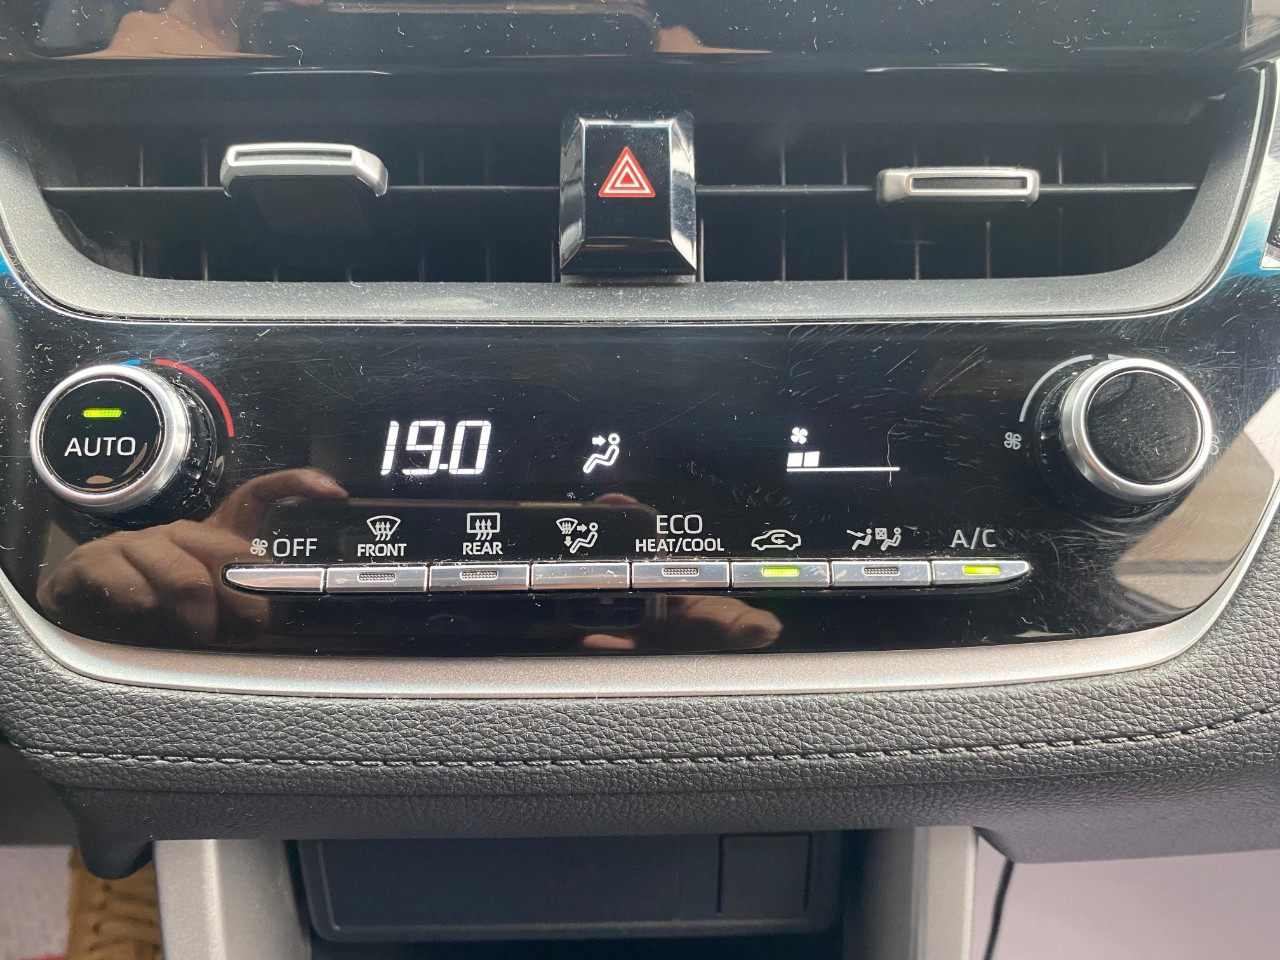 AUTO
19.0
OFF
FRONT
REAR
ECO
HEAT/COOL
A/C